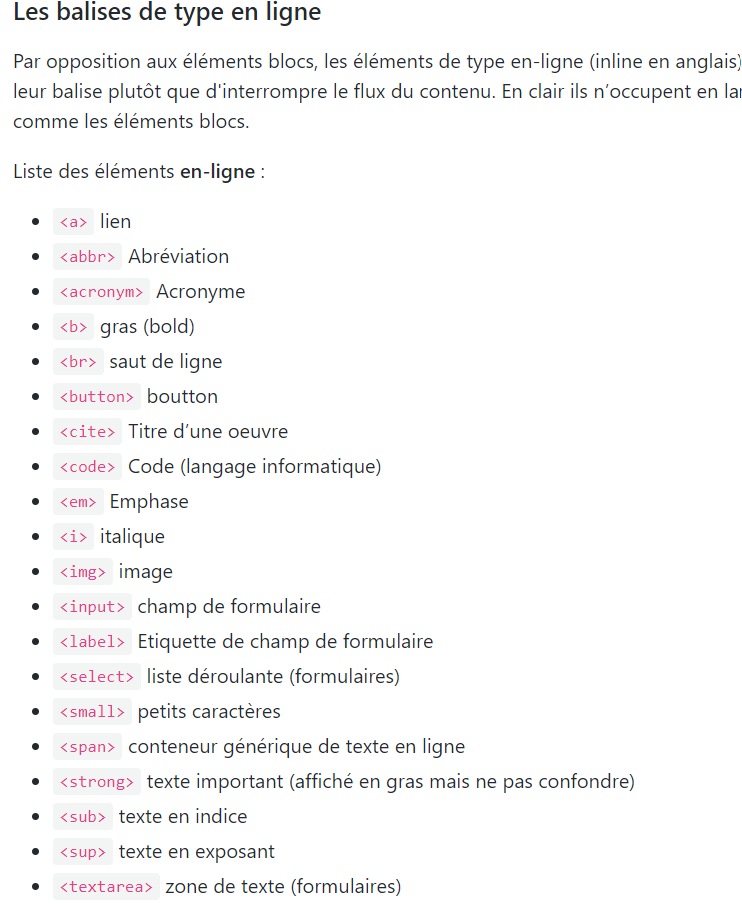 Les balises de type en ligne
Par opposition aux éléments blocs, les éléments de type en-ligne (inline en anglais)
leur balise plutôt que d'interrompre le flux du contenu. En clair ils n’occupent en
comme les éléments blocs.
Liste des éléments en-ligne :
<a> lien
<abbr> Abréviation
<acronym> Acronyme
<b> gras (bold)
<br> saut de ligne
<button> boutton
<cite> Titre d’une oeuvre
<code> Code (langage informatique)
<em> Emphase
<i> italique
<img> image
<input> champ de formulaire
<label> Etiquette de champ de formulaire
<select> liste déroulante (formulaires)
<small> petits caractères
<span> conteneur générique de texte en ligne
<strong> texte important (affiché en gras mais ne pas confondre)
<sub> texte en indice
<sup> texte en exposant
<textarea> zone de texte (formulaires)